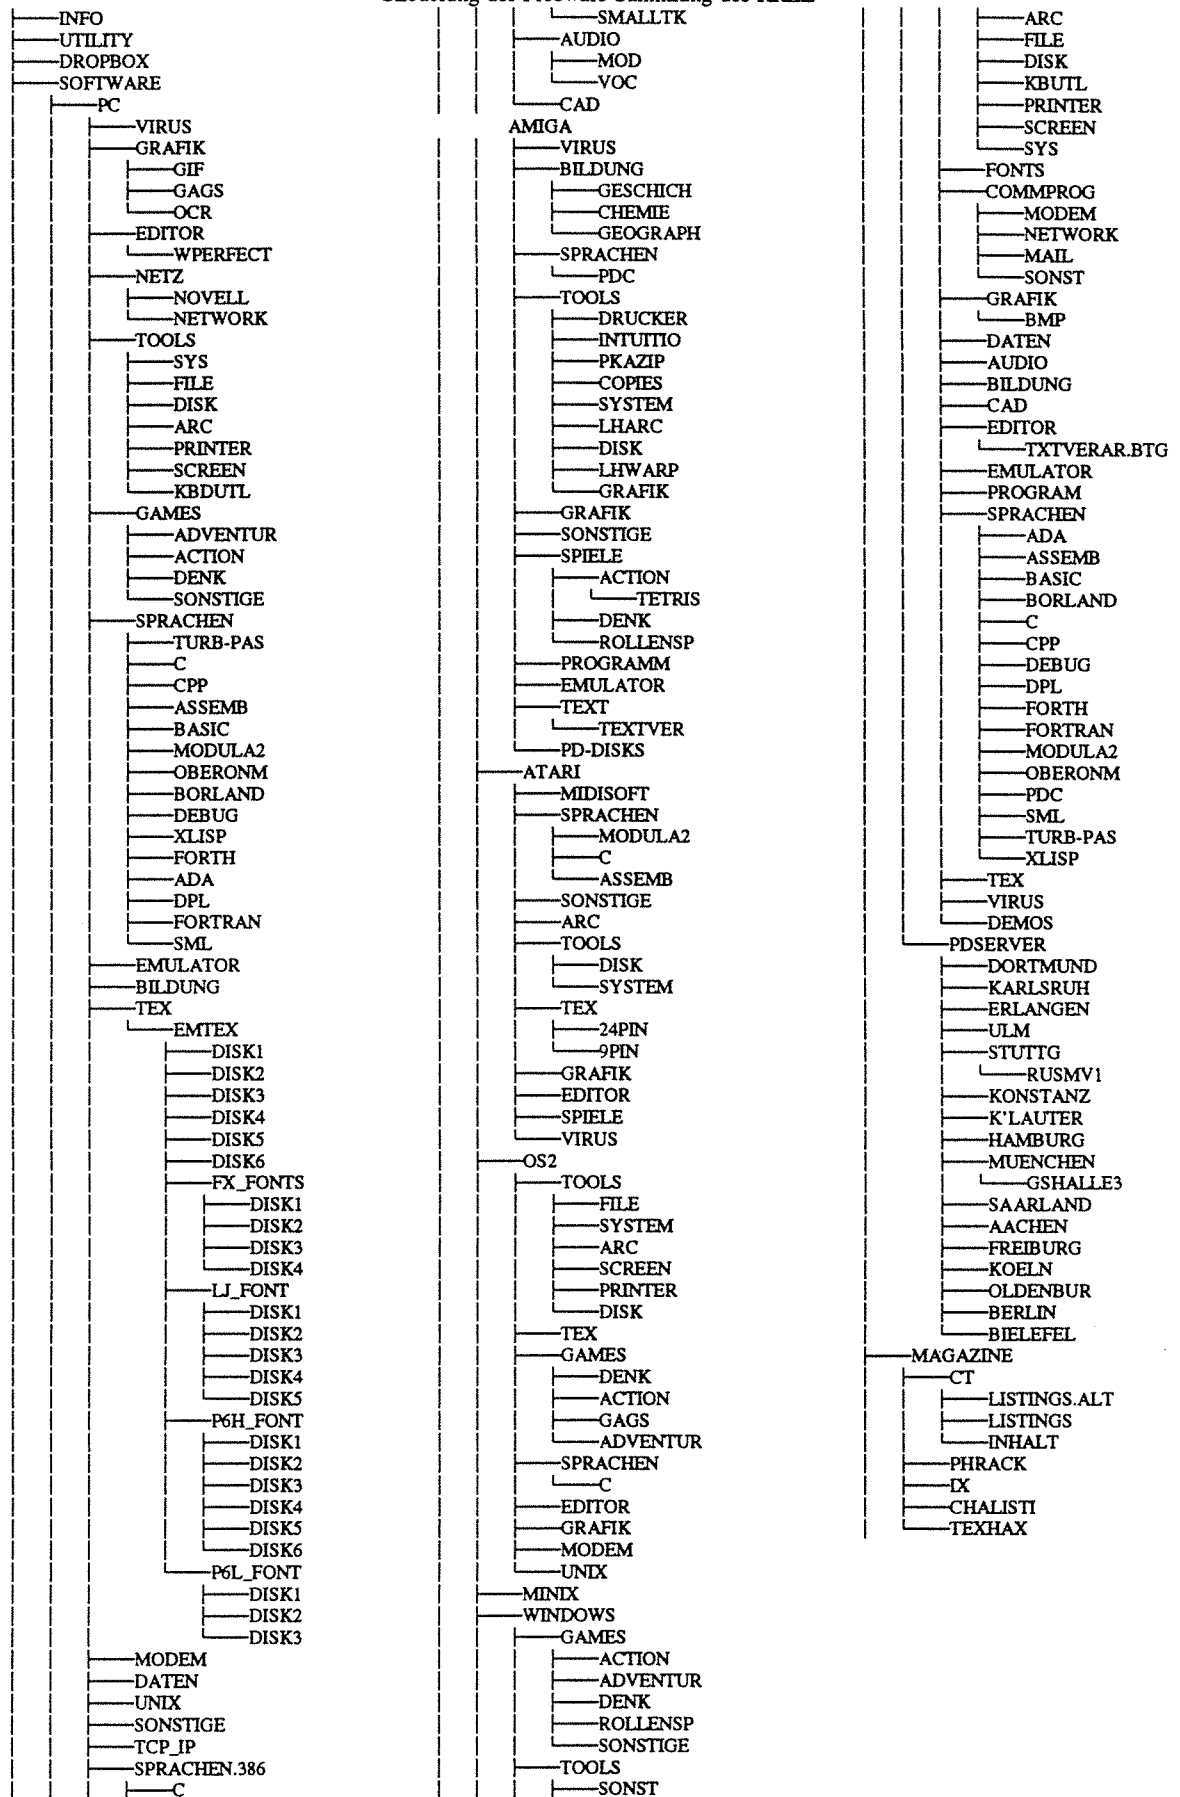 INFO
UTILITY
DROPBOX
SOFTWARE
PC
VIRUS
GRAFIK
GIF
GAGS
OCR
EDITOR
WPERFECT
NETZ
NOVELL
NETWORK
TOOLS
SYS
FILE
DISK
ARC
PRINTER
SCREEN
KBDUTL
GAMES
ADVENTUR
ACTION
DENK
SONSTIGE
SPRACHEN
TURB-PAS
C
CPP
ASSEMB
BASIC
MODULA2
OBERONM
BORLAND
DEBUG
XLISP
FORTH
ADA
DPL
FORTRAN
SML
EMULATOR
BILDUNG
TEX
EMTEX
DISK1
DISK2
DISK3
DISK4
DISK5
DISK6
FX_FONTS
DISK1
DISK2
DISK3
DISK4
LJ_FONT
DISK1
DISK2
DISK3
DISK4
DISK5
P6H_FONT
DISK1
DISK2
DISK3
DISK4
DISK5
DISK6
P6L_FONT
DISK1
DISK2
DISK3
MODEM
DATEN
UNIX
SONSTIGE
TCP_IP
SPRACHEN.386
C
SMALLTK
AUDIO
MOD
VOC
CAD
AMIGA
VIRUS
BILDUNG
GESCHICH
CHEMIE
GEOGRAPH
SPRACHEN
PDC
TOOLS
DRUCKER
INTUITIO
PKAZIP
COPIES
SYSTEM
LHARC
DISK
LHWARP
GRAFIK
GRAFIK
SONSTIGE
SPIELE
ACTION
TETRIS
DENK
ROLLENSP
PROGRAMM
EMULATOR
TEXT
TEXTVER
PD-DISKS
ATARI
MIDISOFT
SPRACHEN
MODULA2
C
ASSEMB
SONSTIGE
ARC
TOOLS
DISK
SYSTEM
TEX
24PIN
9PIN
GRAFIK
EDITOR
SPIELE
VIRUS
OS2
TOOLS
FILE
SYSTEM
ARC
SCREEN
PRINTER
DISK
TEX
GAMES
DENK
ACTION
GAGS
ADVENTUR
SPRACHEN
C
EDITOR
GRAFIK
MODEM
UNIX
MINIX
WINDOWS
GAMES
ACTION
ADVENTUR
DENK
ROLLENSP
SONSTIGE
TOOLS
SONST
ARC
FILE
DISK
KBUTL
PRINTER
SCREEN
SYS
FONTS
COMMPROG
MODEM
NETWORK
MAIL
SONST
GRAFIK
BMP
DATEN
AUDIO
BILDUNG
CAD
EDITOR
TXTVERAR.BTG
EMULATOR
PROGRAM
SPRACHEN
ADA
ASSEMB
BASIC
BORLAND
C
CPP
DEBUG
DPL
FORTH
FORTRAN
MODULA2
OBERONM
PDC
SML
TURB-PAS
XLISP
TEX
VIRUS
DEMOS
PDSERVER
DORTMUND
KARLSRUH
ERLANGEN
ULM
STUTTG
RUSMV1
KONSTANZ
K'LAUTER
HAMBURG
MUENCHEN
GSHALLE3
SAARLAND
AACHEN
FREIBURG
KOELN
OLDENBUR
BERLIN
BIELEFEL
MAGAZINE
CT
LISTINGS.ALT
LISTINGS
INHALT
PHRACK
IX
CHALISTI
TEXHAX